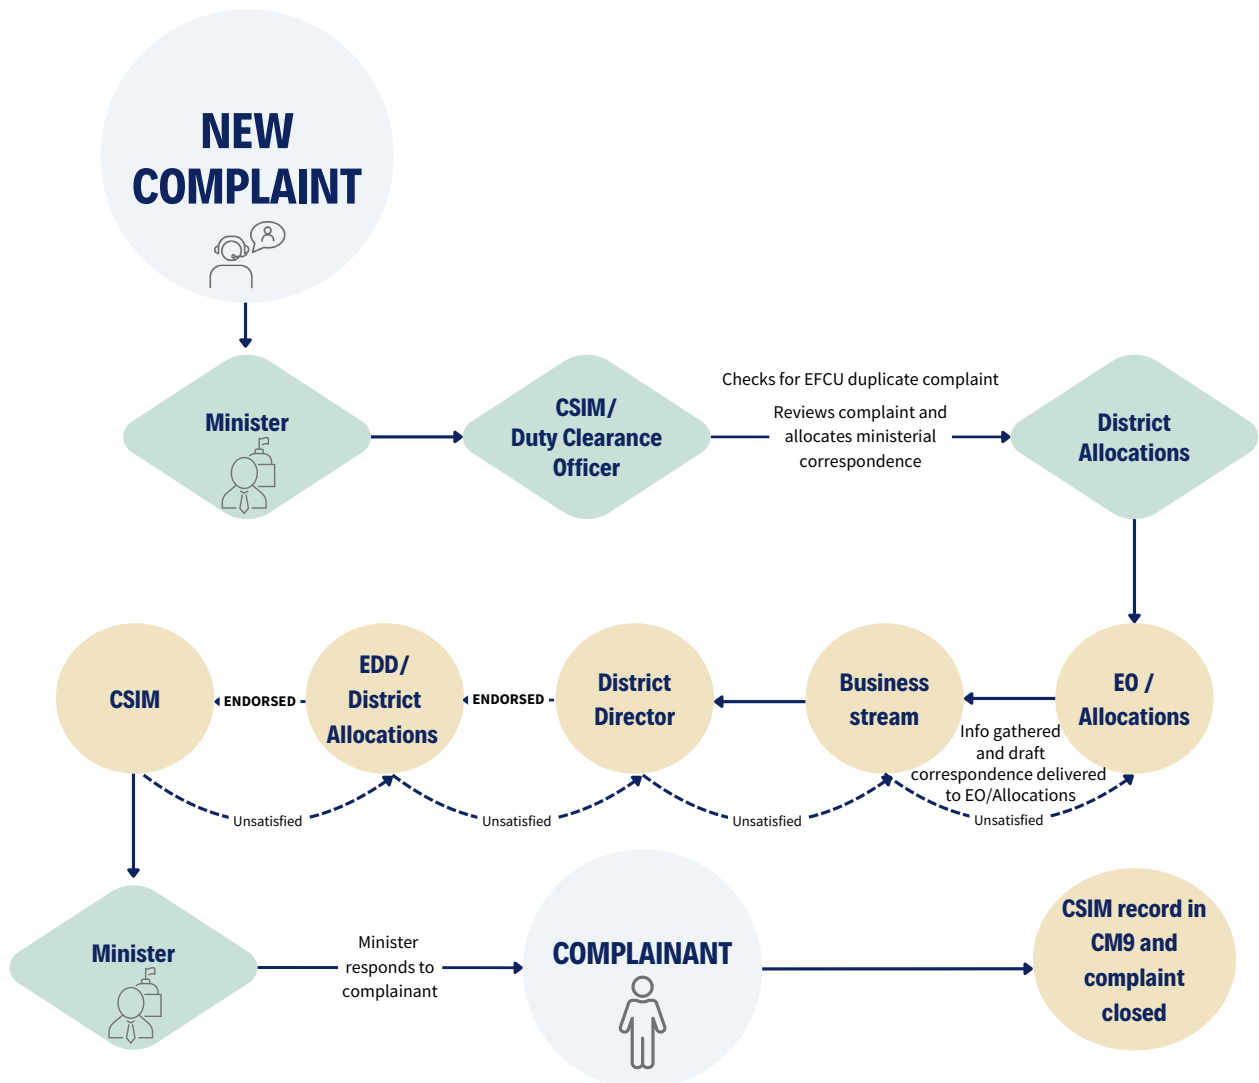 NEW
COMPLAINT
Minister
CSIM/
Duty Clearance
Officer
Checks for EFCU duplicate complaint
Reviews complaint and
allocates ministerial
correspondence
District
Allocations
CSIM
ENDORSED
EDD/
District
Allocations
ENDORSED
District
Director
Business
stream
EO /
Allocations
Info gathered
and draft
correspondence delivered
to EO/Allocations
Unsatisfied
Unsatisfied
Unsatisfied
Unsatisfied
Minister
Minister
responds to
complainant
COMPLAINANT
CSIM record in
CM9 and
complaint
closed